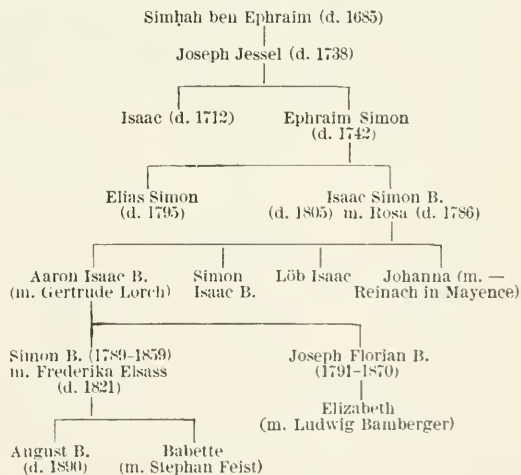 Simḥah ben Ephraim (d. 1685)
Joseph Jessel (d. 1738)
Isaac (d. 1712)
Ephraim Simon
(d. 1742)
Elias Simon
(d. 1795)
Isaac Simon B.
(d. 1805) m. Rosa (d. 1786)
Aaron Isaac B.
(m. Gertrude Lorch)
Simon
Isaac B.
Löb Isaac
Johanna (m. —
Reinach in Mayence)
Simon B. (1789–1859)
m. Frederika Elsass
(d. 1821)
Joseph Florian B.
(1791–1870)
Elizabeth
(m. Ludwig Bamberger)
August B.
(d. 1890)
Babette
(m. Stephan Feist)